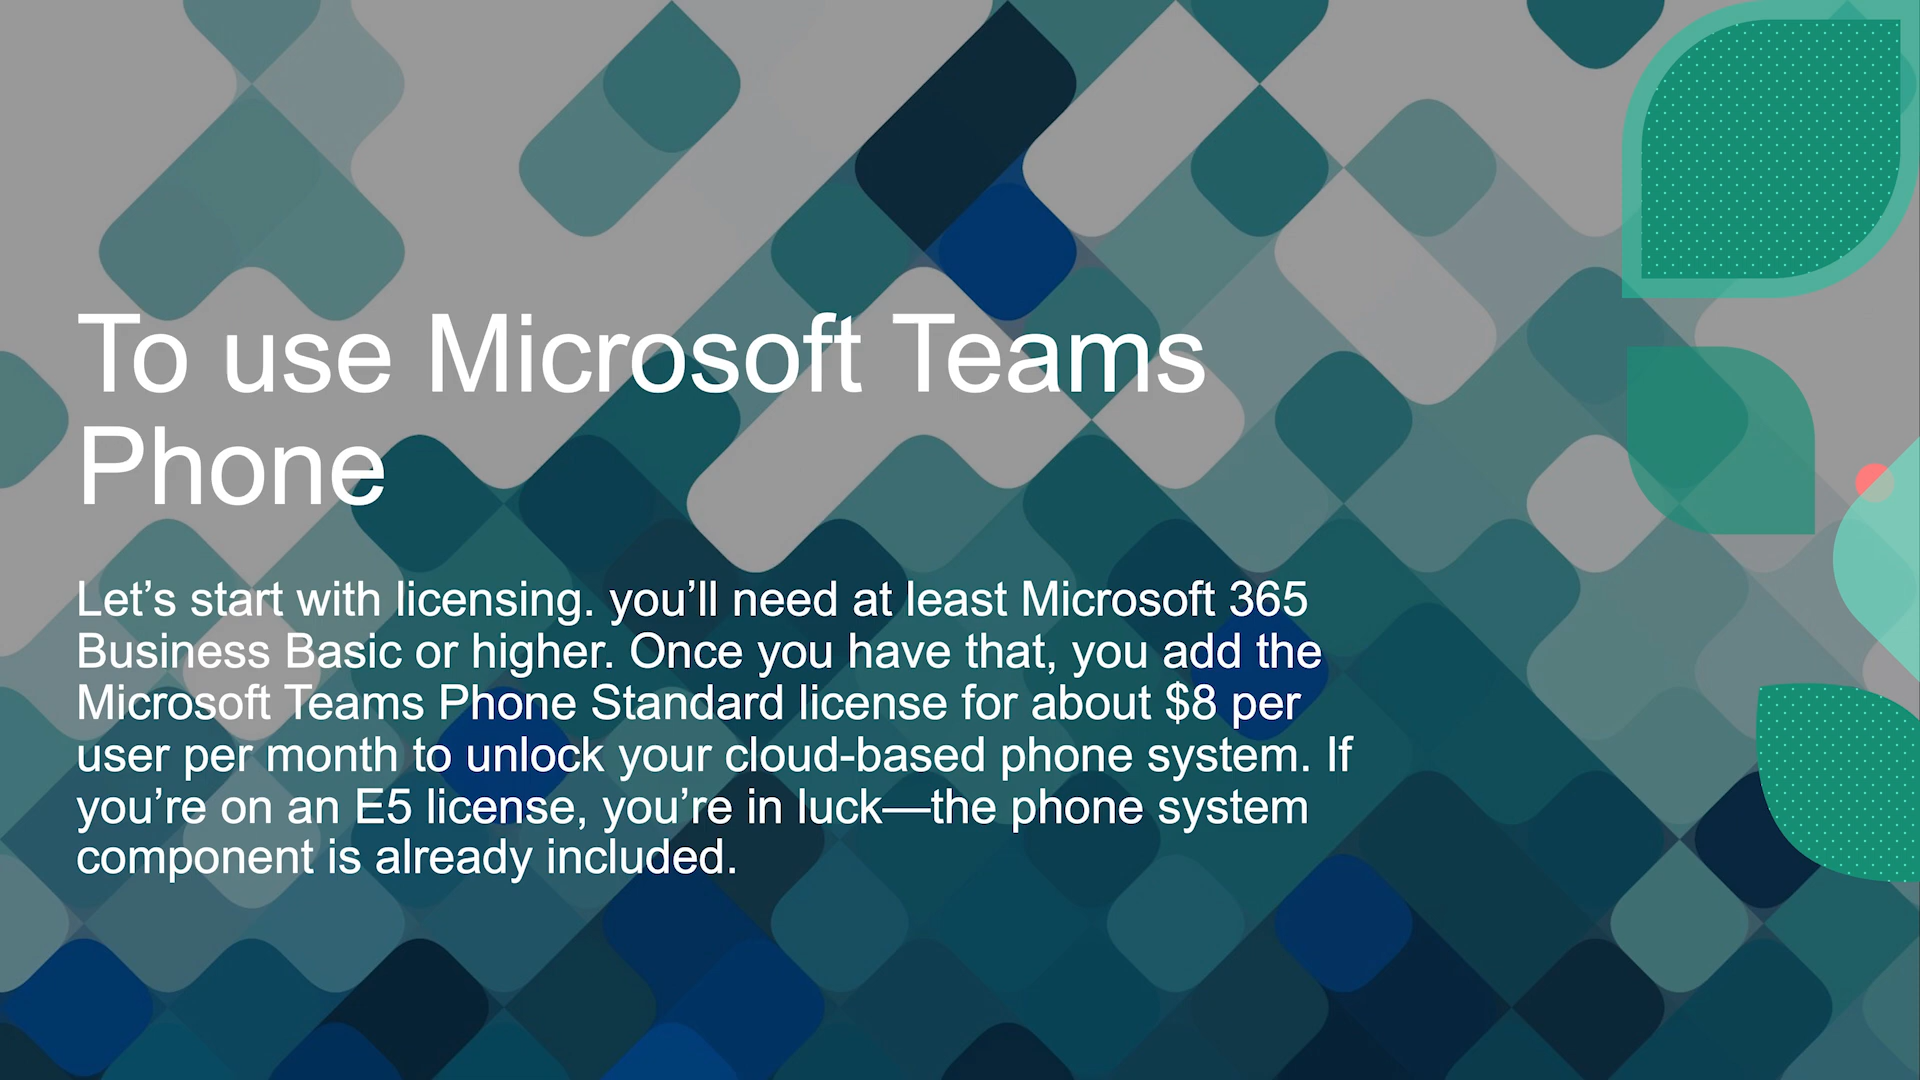 To use Microsoft Teams
Phone
Let’s start with licensing. you’ll need at least Microsoft 365
Business Basic or higher. Once you have that, you add the
Microsoft Teams Phone Standard license for about $8 per
user per month to unlock your cloud-based phone system. If
you’re on an E5 license, you’re in luck—the phone system
component is already included.